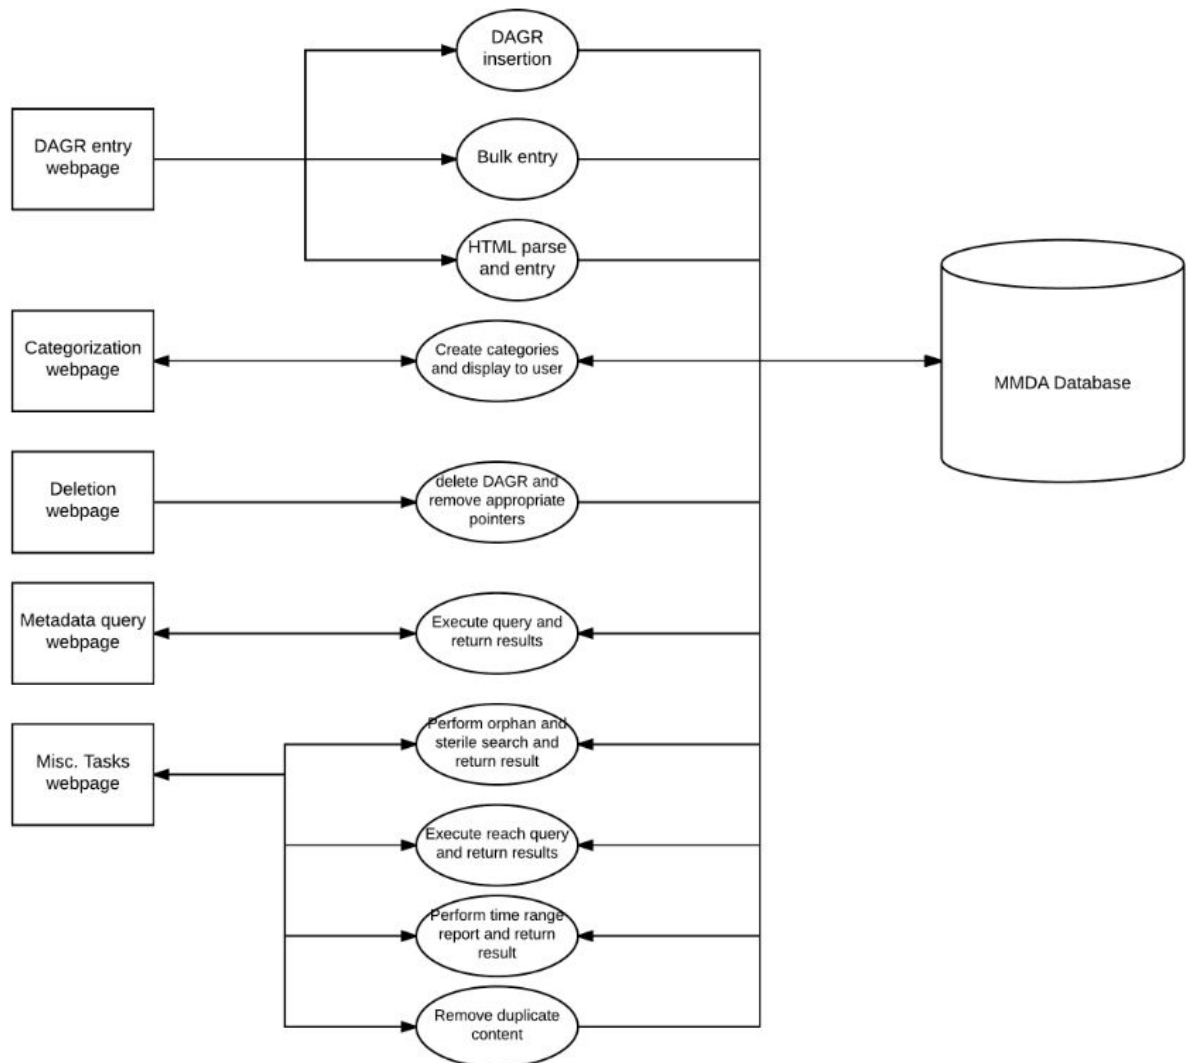 DAGR
insertion
DAGR entry
webpage
Bulk entry
HTML parse
and entry
Categorization
webpage
Create categories
and display to user
MMDA Database
Deletion
webpage
delete DAGR and
remove appropriate
pointers
Metadata query
webpage
Execute query and
return results
Misc. Tasks
webpage
Perform orphan and
sterile search and
return result
Execute reach query
and return results
Perform time range
report and return
result
Remove duplicate
content